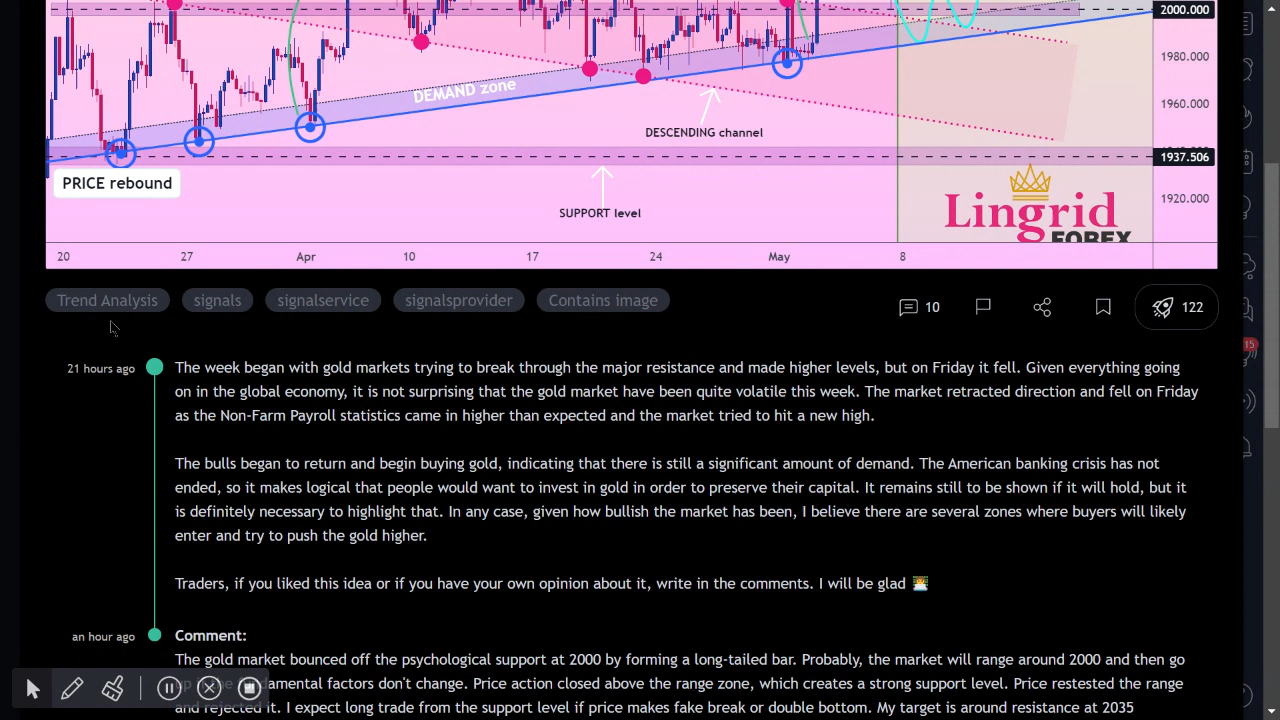 2000.000
1980.000
DEMAND zone
1960.000
DESCENDING channel
1937.506
PRICE rebound
1920.000
SUPPORT level
Lingrid
FOREX
20
27
Apr
10
17
24
May
8
Trend Analysis
signals
signalservice
signalsprovider
Contains image
10
122
15
21 hours ago
The week began with gold markets trying to break through the major resistance and made higher levels, but on Friday it fell. Given everything going
on in the global economy, it is not surprising that the gold market have been quite volatile this week. The market retracted direction and fell on Friday
as the Non-Farm Payroll statistics came in higher than expected and the market tried to hit a new high.
The bulls began to return and begin buying gold, indicating that there is still a significant amount of demand. The American banking crisis has not
ended, so it makes logical that people would want to invest in gold in order to preserve their capital. It remains still to be shown if it will hold, but it
is definitely necessary to highlight that. In any case, given how bullish the market has been, I believe there are several zones where buyers will likely
enter and try to push the gold higher.
Traders, if you liked this idea or if you have your own opinion about it, write in the comments. I will be glad
an hour ago
Comment:
The gold market bounced off the psychological support at 2000 by forming a long-tailed bar. Probably, the market will range around 2000 and then go
factors don't change. Price action closed above the range zone, which creates a strong support level. Price restested the range
it. I expect long trade from the support level if price makes fake break or double bottom. My target is around resistance at 2035